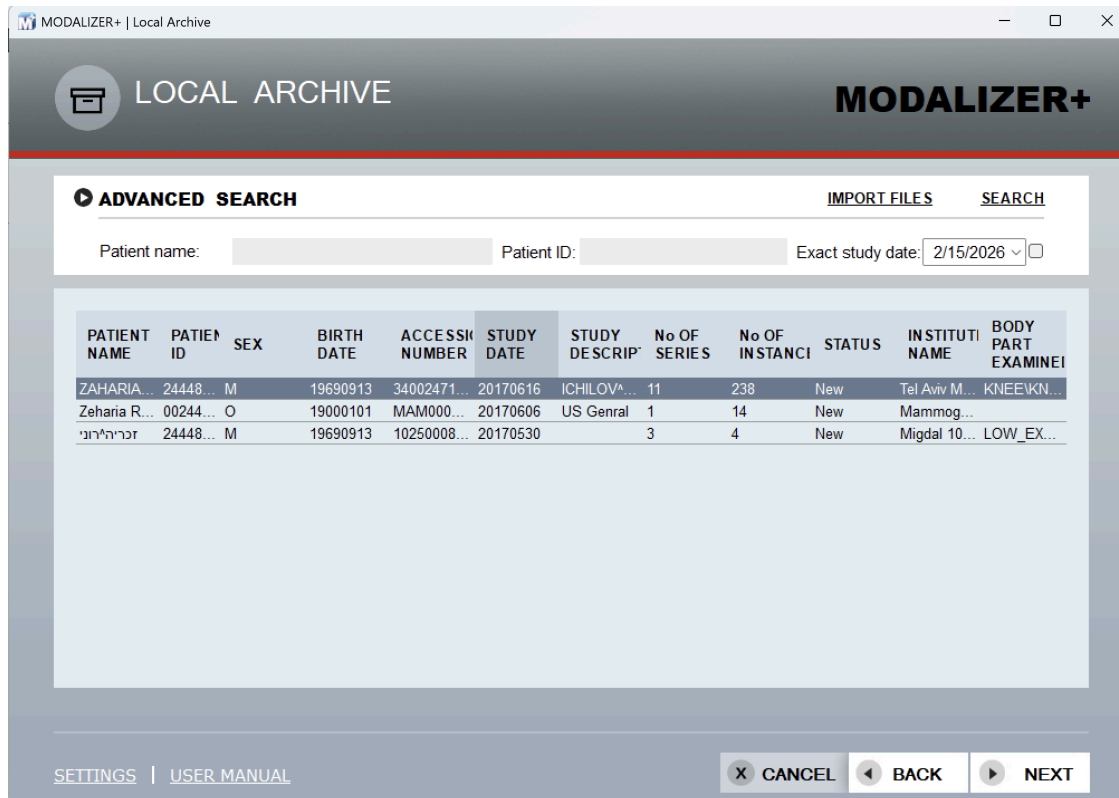 MODALIZER+ | Local Archive
LOCAL ARCHIVE
MODALIZER+
ADVANCED SEARCH IMPORT FILES SEARCH
Patient name: Patient ID: Exact study date: 2/15/2026
PATIENT NAME PATIEN ID SEX BIRTH DATE ACCESSI NUMBER STUDY DATE STUDY DESCRIP No OF SERIES No OF INSTANCI STATUS INSTITUTI NAME BODY PART EXAMINEI
ZAHARIA... 24448... M 19690913 34002471... 20170616 ICHILOV^... 11 238 New Tel Aviv M... KNEE\KN...
Zeharia R... 00244... O 19000101 MAM000... 20170606 US Genral 1 14 New Mammog...
זכריה^רוני 24448... M 19690913 10250008... 20170530 3 4 New Migdal 10... LOW_EX...
SETTINGS | USER MANUAL X CANCEL BACK NEXT